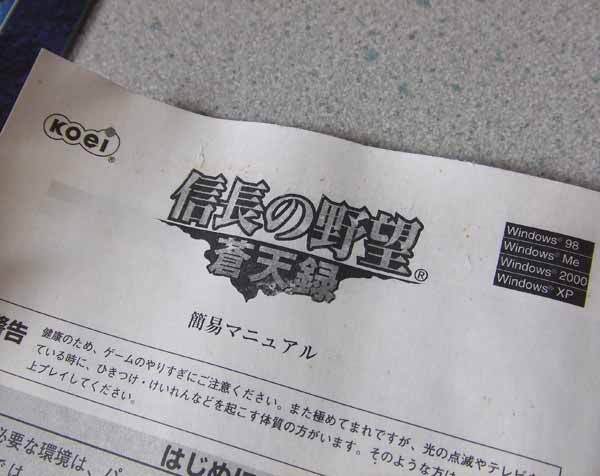 KOEI
信長の野望
蒼天録
Windows® 98
Windows® Me
Windows® 2000
Windows® XP
簡易マニュアル
警告
健康のため、ゲームのやりすぎにご注意ください。また極めてまれですが、光の点滅やテレビ
ている時に、ひきつけ・けいれんなどを起こす体質の方がいます。そのような方は
上プレイしてください。
はじめに
必要な環境は、パ
では